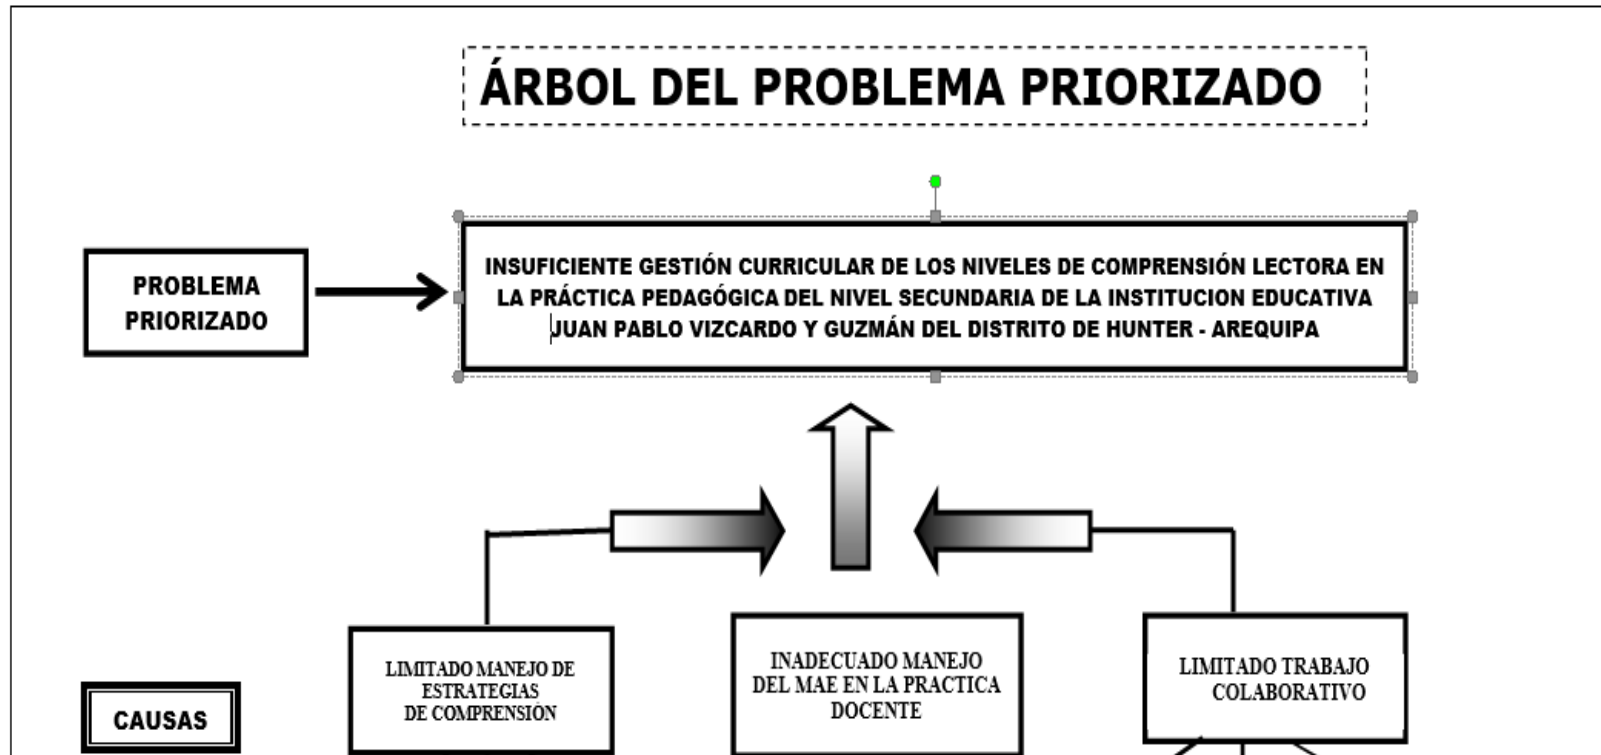 ÁRBOL DEL PROBLEMA PRIORIZADO
PROBLEMA
PRIORIZADO
INSUFICIENTE GESTIÓN CURRICULAR DE LOS NIVELES DE COMPRENSIÓN LECTORA EN
LA PRÁCTICA PEDAGÓGICA DEL NIVEL SECUNDARIA DE LA INSTITUCION EDUCATIVA
JUAN PABLO VIZCARDO Y GUZMÁN DEL DISTRITO DE HUNTER - AREQUIPA
CAUSAS
LIMITADO MANEJO DE
ESTRATEGIAS
DE COMPRENSIÓN
INADECUADO MANEJO
DEL MAE EN LA PRACTICA
DOCENTE
LIMITADO TRABAJO
COLABORATIVO